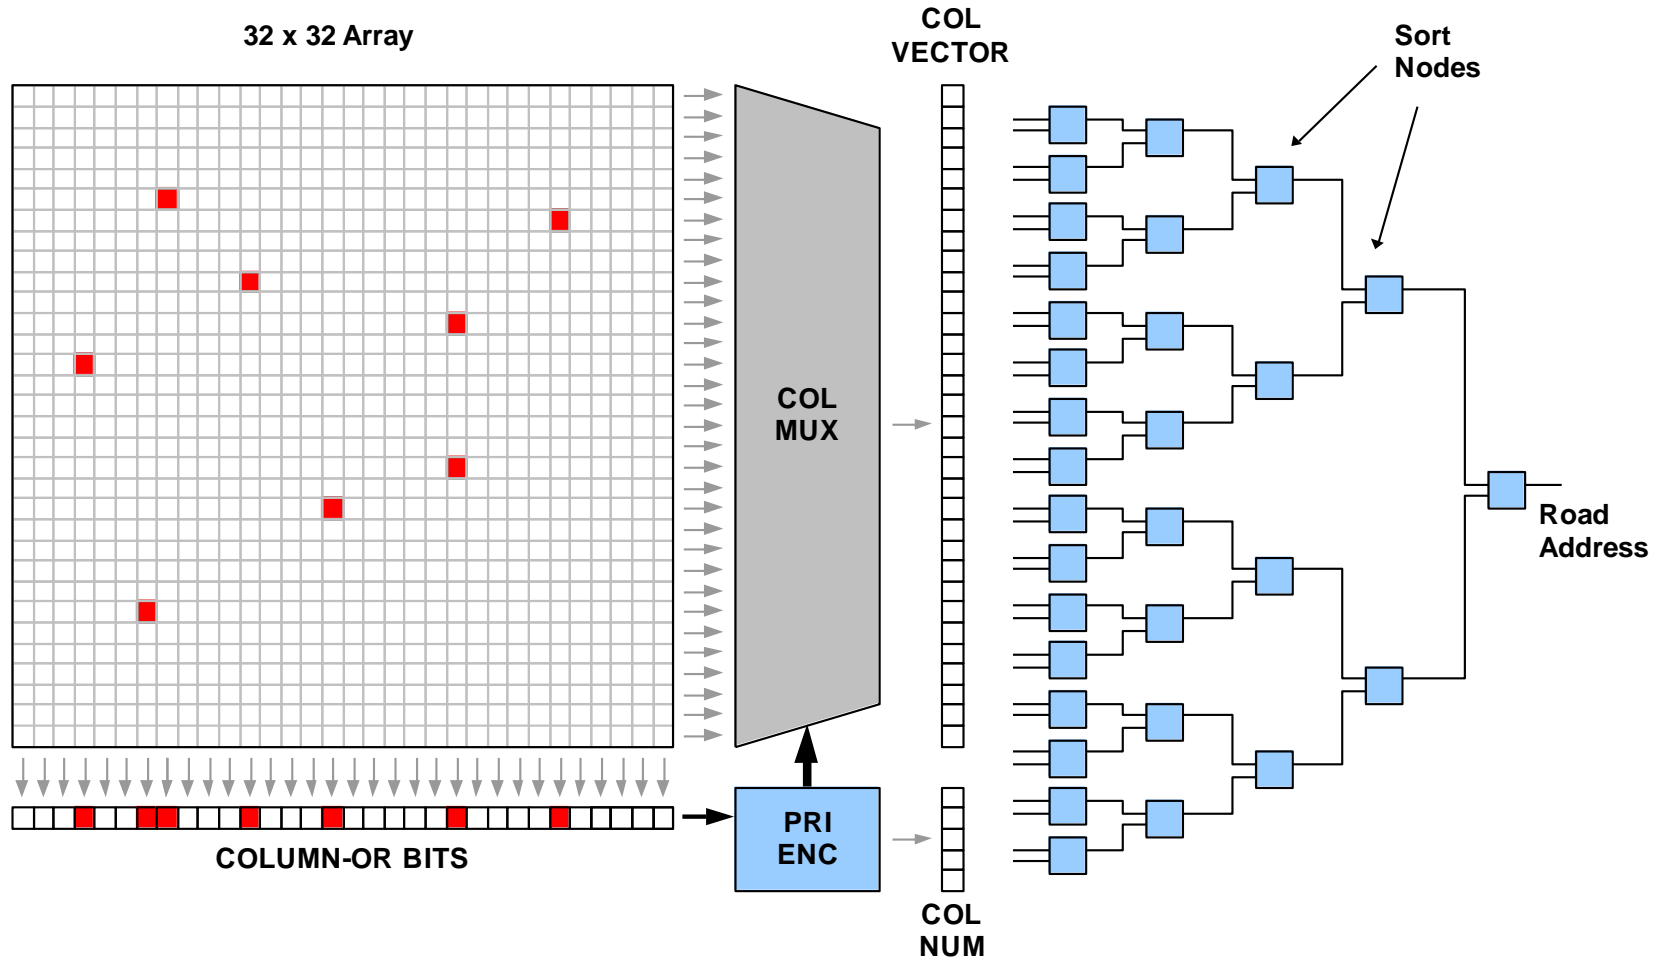 32 x 32 Array
COL
VECTOR
Sort
Nodes
COL
MUX
Road
Address
PRI
ENC
COLUMN-OR BITS
COL
NUM